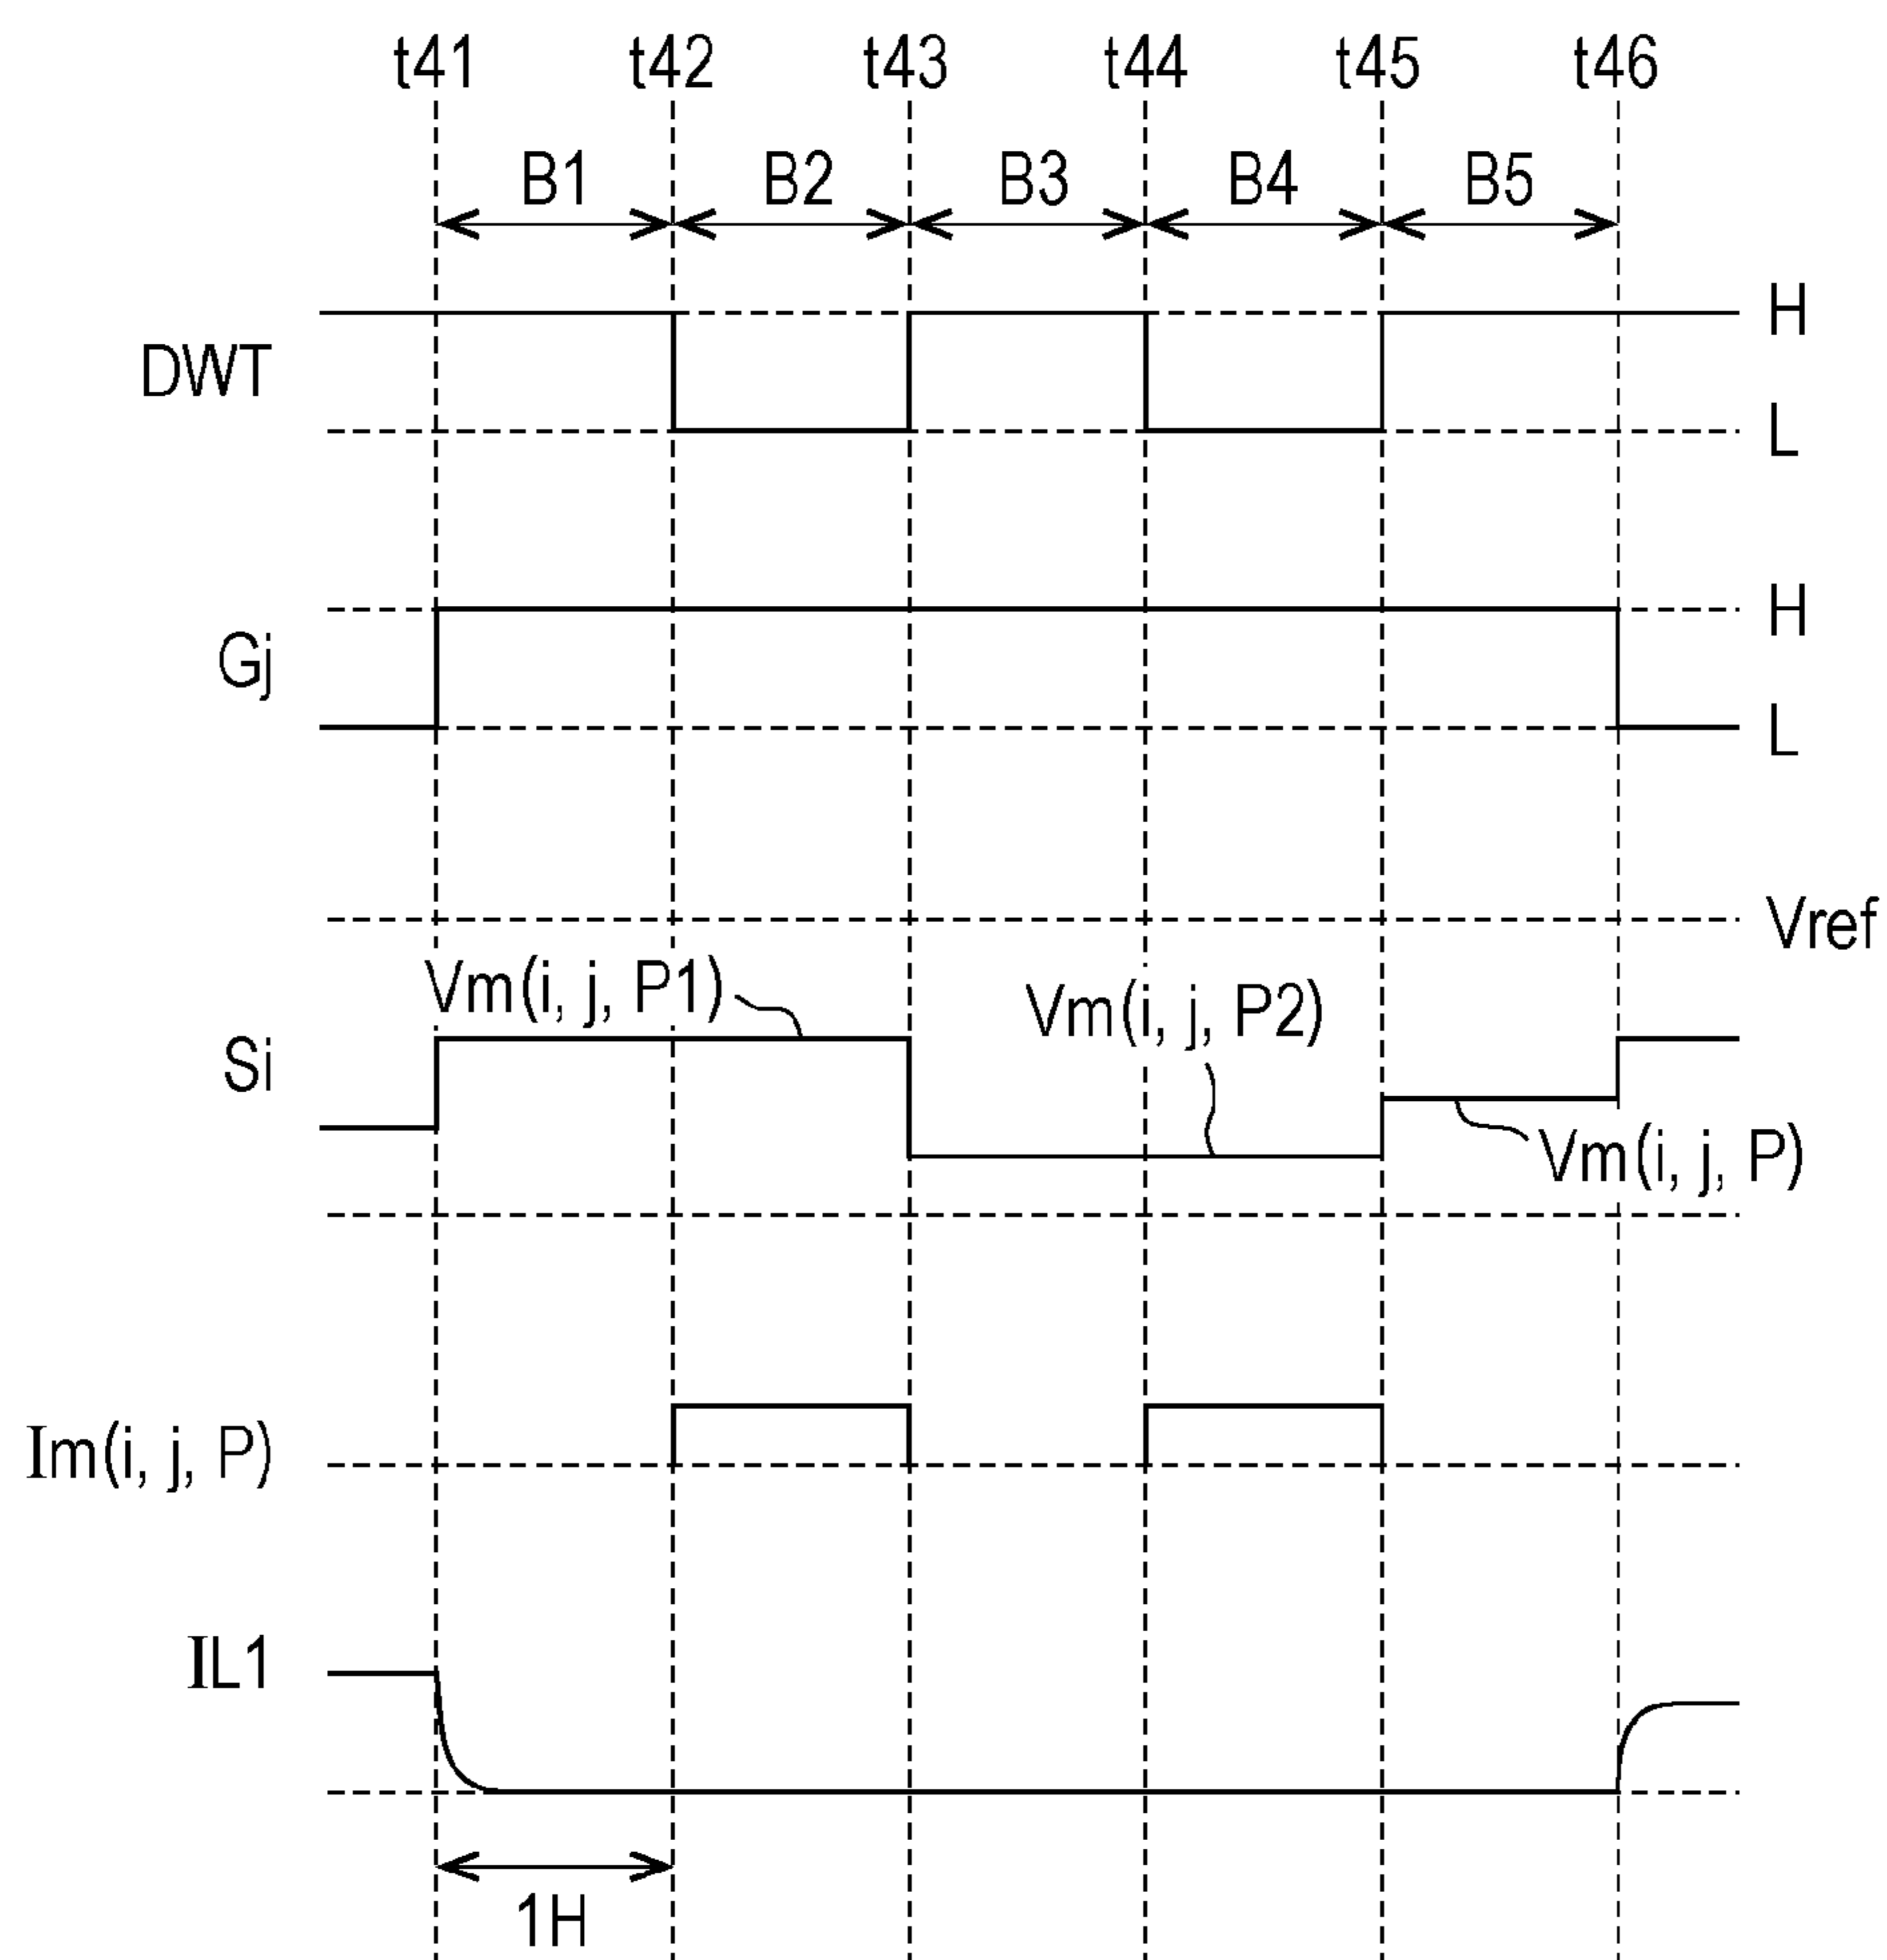 t41 t42 t43 t44 t45 t46
B1 B2 B3 B4 B5
H
DWT
L
H
Gj
L
Vref
Vm(i, j, P1)
Vm(i, j, P2)
Si
Vm(i, j, P)
Im(i, j, P)
IL1
1H